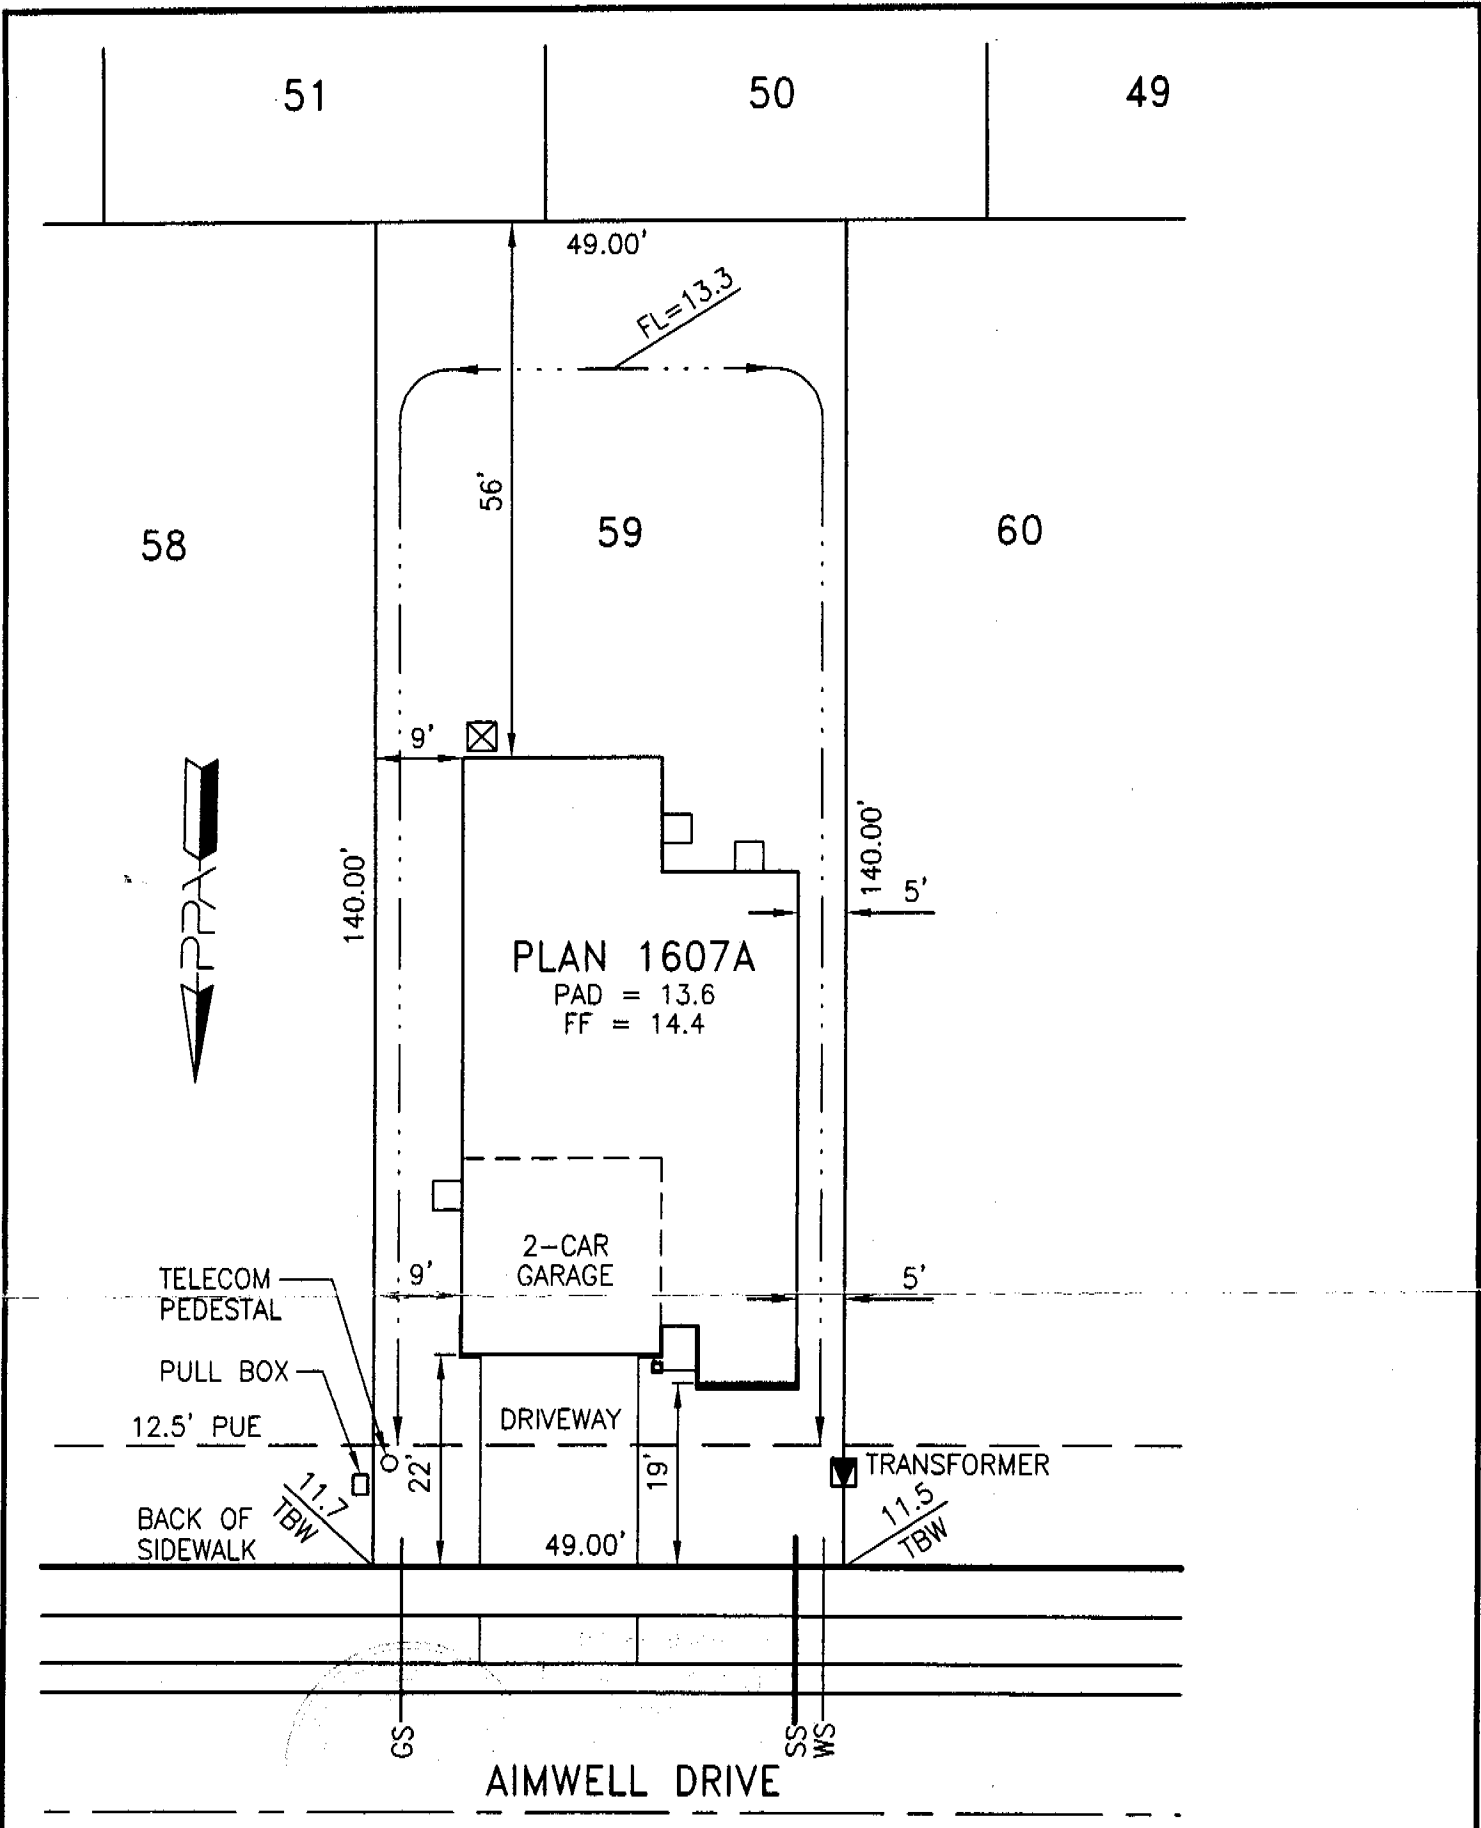 51
50
49
49.00'
FL=13.3
56'
58
59
60
9'
140.00'
140.00'
5'
PPA
PLAN 1607A
PAD = 13.6
FF = 14.4
2-CAR
GARAGE
9'
5'
TELECOM
PEDESTAL
PULL BOX
12.5' PUE
DRIVEWAY
22'
19'
TRANSFORMER
11.7
TBW
11.5
TBW
BACK OF
SIDEWALK
49.00'
GS
SS
WS
AIMWELL DRIVE